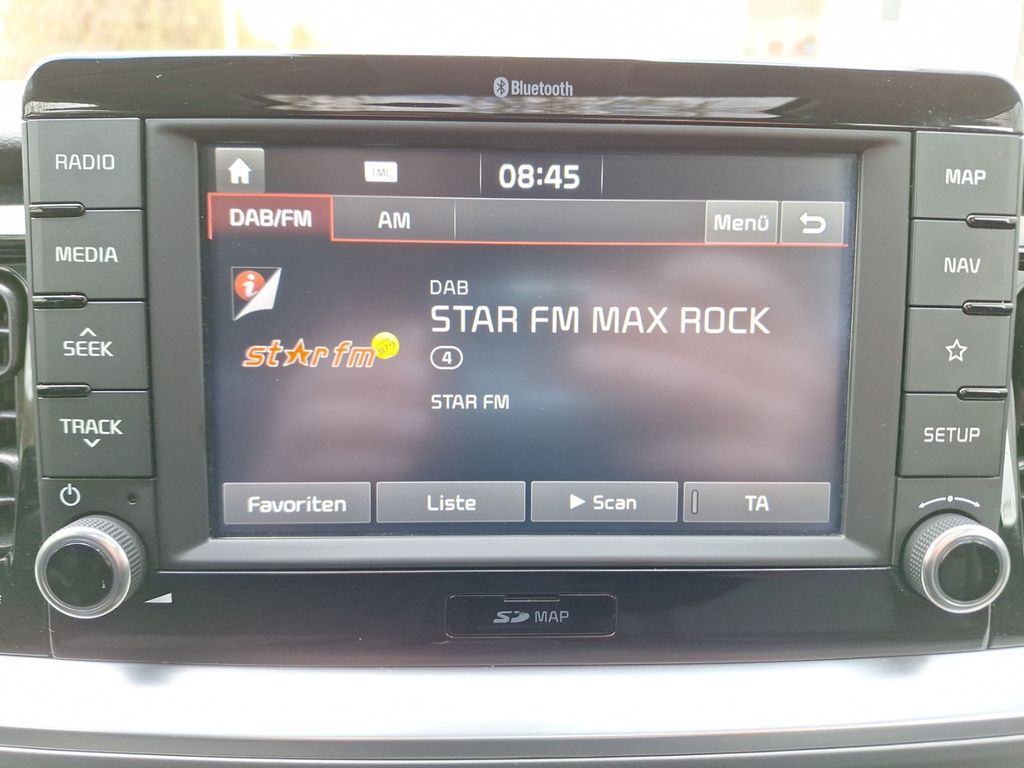 Bluetooth
RADIO
MEDIA
SEEK
TRACK
TMC
08:45
DAB/FM
AM
Menü
i
star fm
DAB
STAR FM MAX ROCK
4
STAR FM
Favoriten
Liste
Scan
TA
MAP
NAV
SETUP
SD MAP